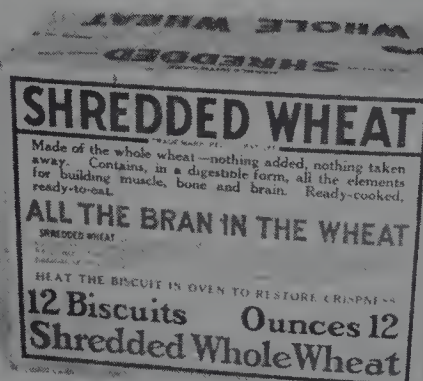 WHOLE WHEAT
SHREDDED
SHREDDED WHEAT
Made of the whole wheat—nothing added, nothing taken
away. Contains, in a digestible form, all the elements
for building muscle, bone and brain. Ready-cooked,
ready-to-eat.
ALL THE BRAN IN THE WHEAT
SHREDDED WHEAT
HEAT THE BISCUIT IN OVEN TO RESTORE CRISPNESS
12 Biscuits Ounces 12
Shredded Whole Wheat